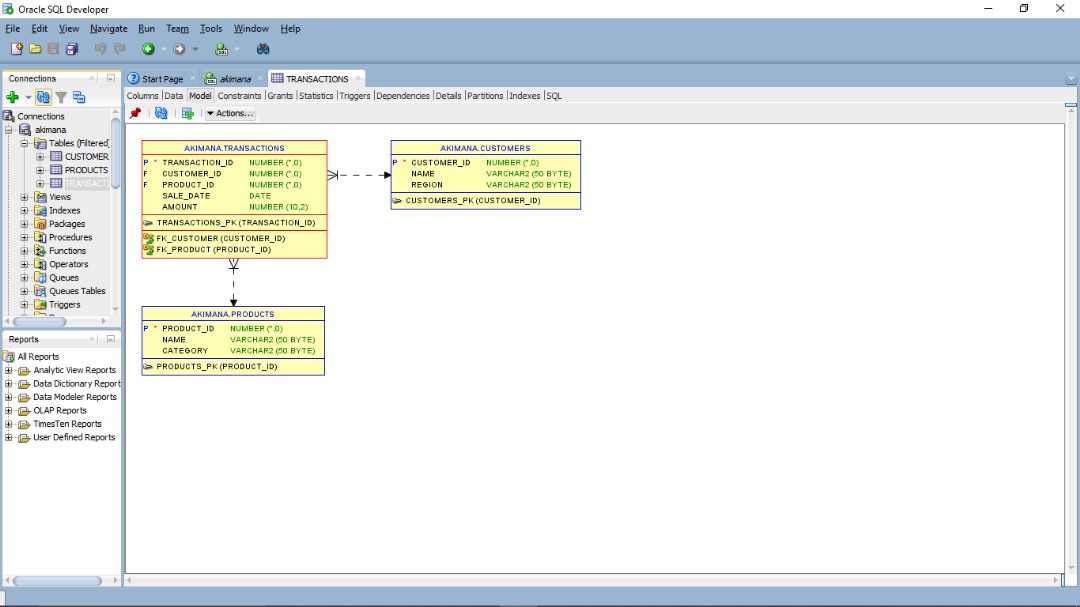 Oracle SQL Developer
File Edit View Navigate Run Team Tools Window Help
Connections
Start Page
akimana
TRANSACTIONS
Columns | Data | Model | Constraints | Grants | Statistics | Triggers | Dependencies | Details | Partitions | Indexes | SQL
Actions...
Connections
akimana
Tables (Filtered)
CUSTOMER
PRODUCTS
TRANSACT
Views
Indexes
Packages
Procedures
Functions
Operators
Queues
Queues Tables
Triggers
Reports
All Reports
Analytic View Reports
Data Dictionary Report
Data Modeler Reports
OLAP Reports
TimesTen Reports
User Defined Reports
AKIMANA.TRANSACTIONS
P * TRANSACTION_ID NUMBER (*,0)
F CUSTOMER_ID NUMBER (*,0)
F PRODUCT_ID NUMBER (*,0)
SALE_DATE DATE
AMOUNT NUMBER (10,2)
TRANSACTIONS_PK (TRANSACTION_ID)
FK_CUSTOMER (CUSTOMER_ID)
FK_PRODUCT (PRODUCT_ID)
AKIMANA.CUSTOMERS
P * CUSTOMER_ID NUMBER (*,0)
NAME VARCHAR2 (50 BYTE)
REGION VARCHAR2 (50 BYTE)
CUSTOMERS_PK (CUSTOMER_ID)
AKIMANA.PRODUCTS
P * PRODUCT_ID NUMBER (*,0)
NAME VARCHAR2 (50 BYTE)
CATEGORY VARCHAR2 (50 BYTE)
PRODUCTS_PK (PRODUCT_ID)